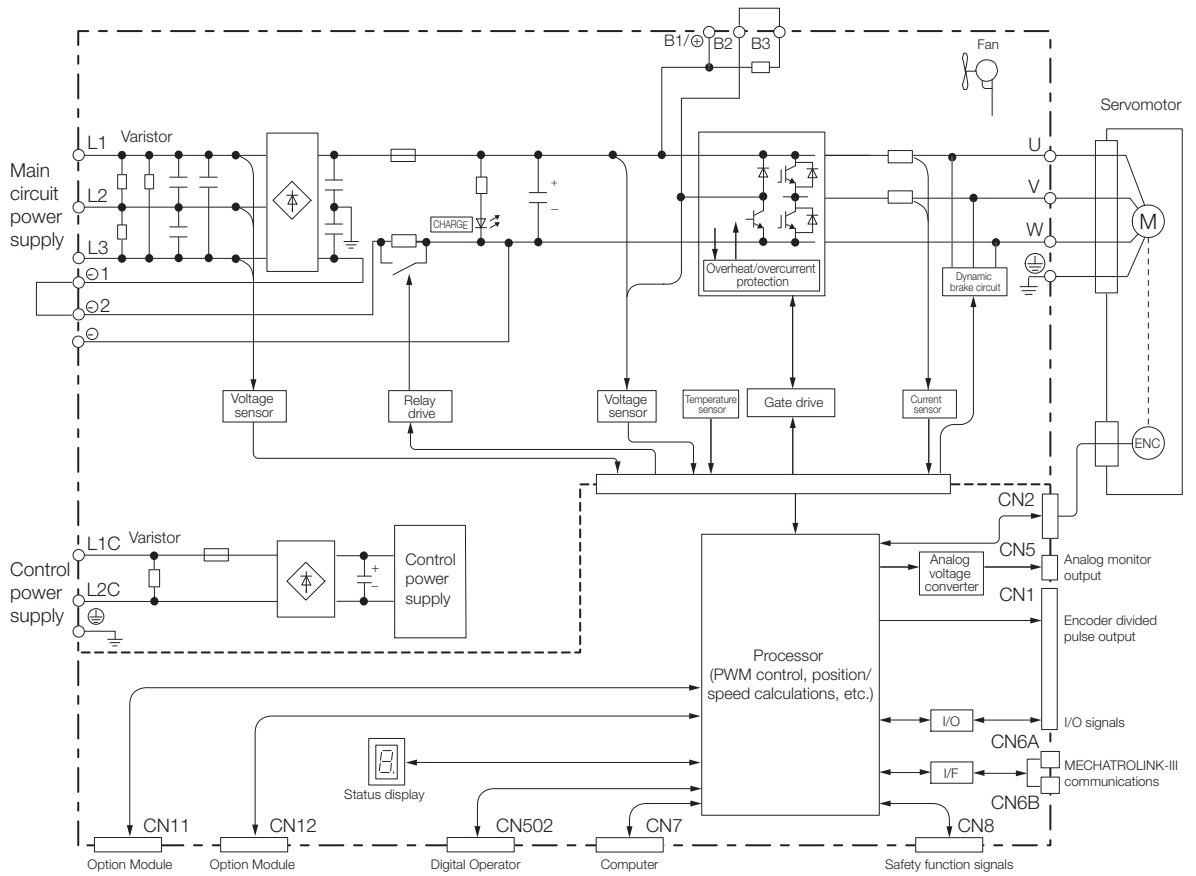 B1/⊕ B2 B3
Fan
Servomotor
Main
circuit
power
supply
L1
Varistor
L2
L3
⊖1
⊖2
⊖
CHARGE
+
−
Overheat/overcurrent
protection
U
V
W
M
Dynamic
brake circuit
Voltage
sensor
Relay
drive
Voltage
sensor
Temperature
sensor
Gate drive
Current
sensor
ENC
Control
power
supply
L1C
Varistor
L2C
+
−
Control
power
supply
CN2
CN5
Analog
voltage
converter
Analog monitor
output
CN1
Encoder divided
pulse output
Processor
(PWM control, position/
speed calculations, etc.)
I/O
I/O signals
CN6A
I/F
MECHATROLINK-III
communications
CN6B
8.
Status display
CN11
Option Module
CN12
Option Module
CN502
Digital Operator
CN7
Computer
CN8
Safety function signals